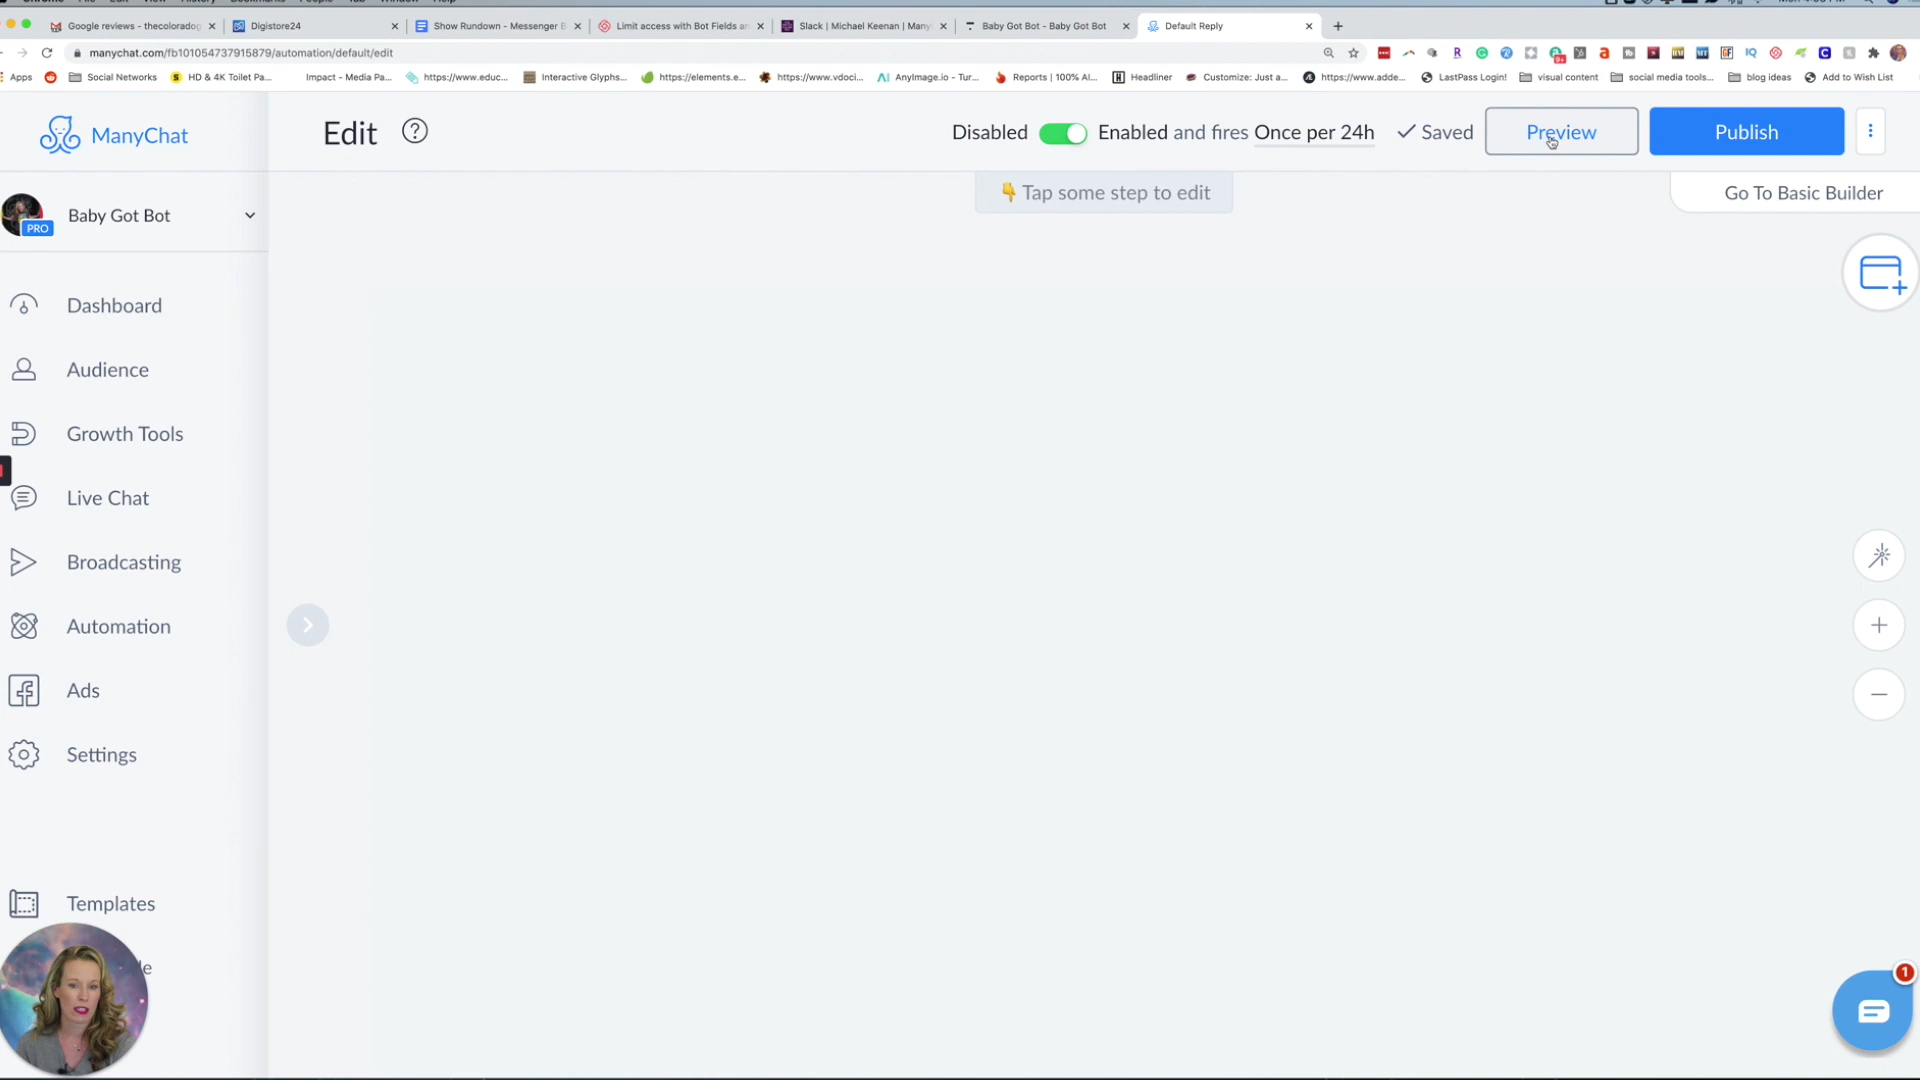 Google reviews - thecoloradog
Digistore24
Show Rundown - Messenger B
Limit access with Bot Fields an
Slack | Michael Keenan | Many
Baby Got Bot - Baby Got Bot
Default Reply
manychat.com/fb101054737915879/automation/default/edit
Apps
Social Networks
HD & 4K Toilet Pa...
Impact - Media Pa...
https://www.educ...
Interactive Glyphs...
https://elements.e...
https://www.vdoci...
AnyImage.io - Tur...
Reports | 100% Al...
Headliner
Customize: Just a...
https://www.adde...
LastPass Login!
visual content
social media tools...
blog ideas
Add to Wish List
ManyChat
Edit
Disabled
Enabled and fires Once per 24h
Saved
Preview
Publish
Tap some step to edit
Go To Basic Builder
Baby Got Bot
PRO
Dashboard
Audience
Growth Tools
Live Chat
Broadcasting
Automation
Ads
Settings
Templates
1